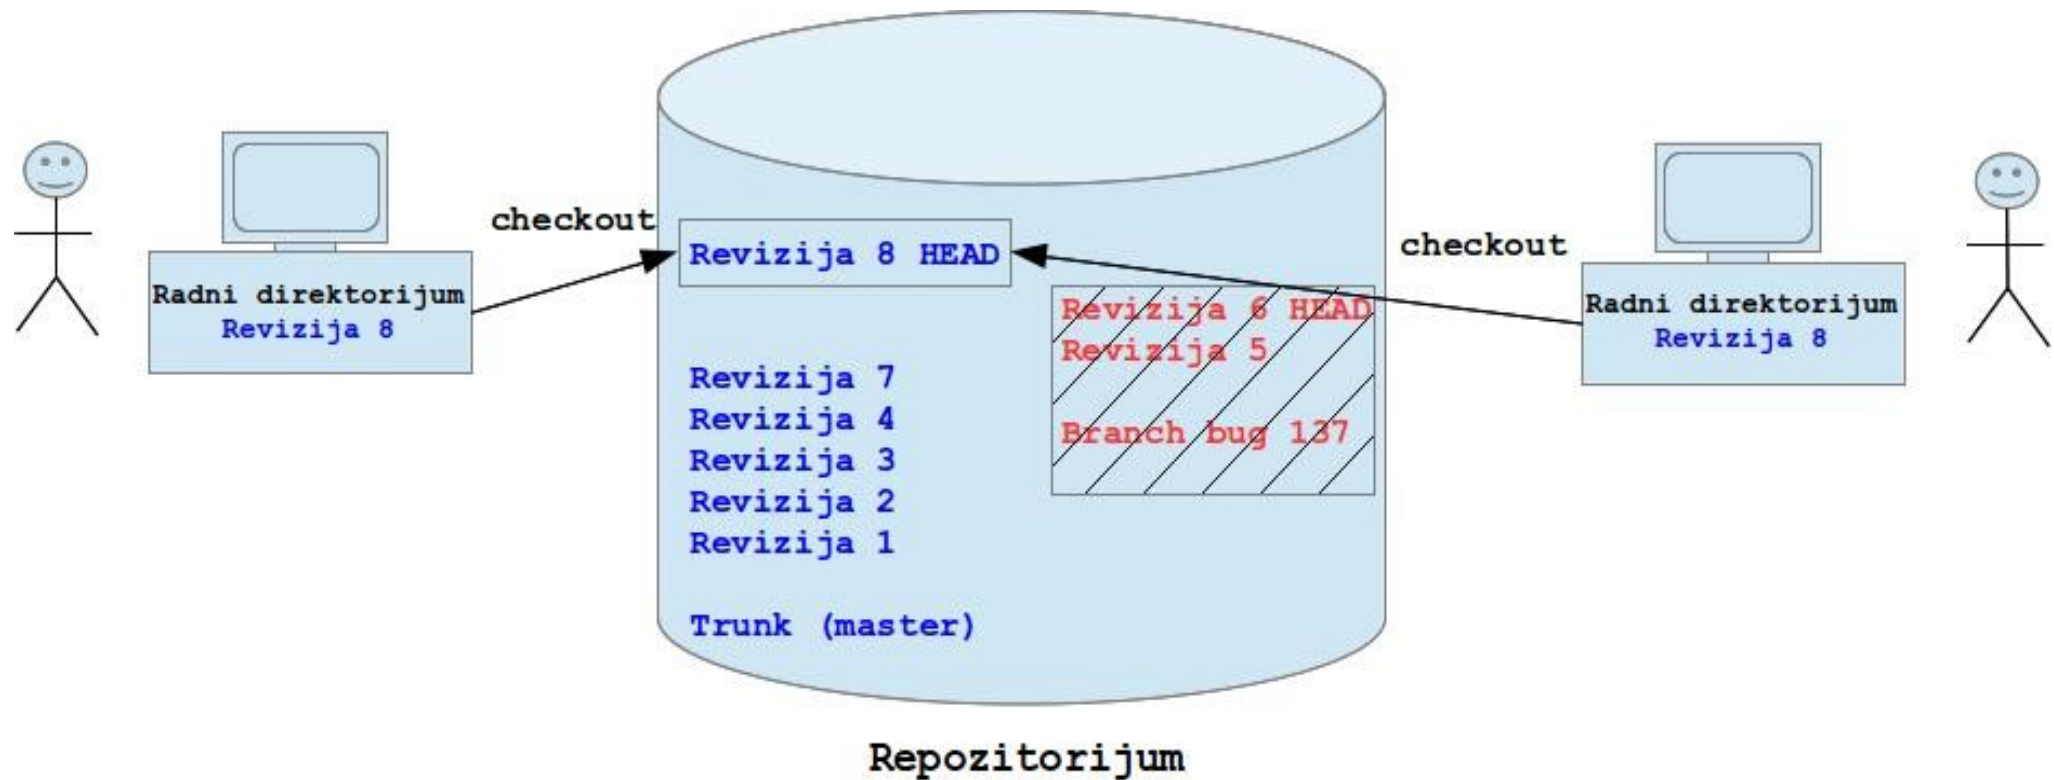 checkout
Radni direktorijum
Revizija 8
Revizija 8 HEAD
Revizija 7
Revizija 4
Revizija 3
Revizija 2
Revizija 1
Trunk (master)
Revizija 6 HEAD
Revizija 5
Branch bug 137
checkout
Radni direktorijum
Revizija 8
Repozitorijum